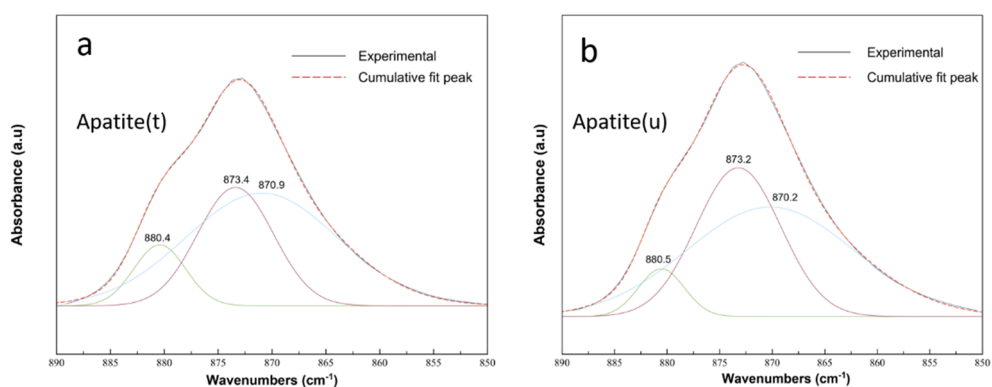 a
Experimental
Cumulative fit peak
Apatite(t)
873.4
870.9
880.4
Absorbance (a.u)
890 885 880 875 870 865 860 855 850
Wavenumbers (cm⁻¹)
b
Experimental
Cumulative fit peak
Apatite(u)
873.2
870.2
880.5
Absorbance (a.u)
890 885 880 875 870 865 860 855 850
Wavenumbers (cm⁻¹)